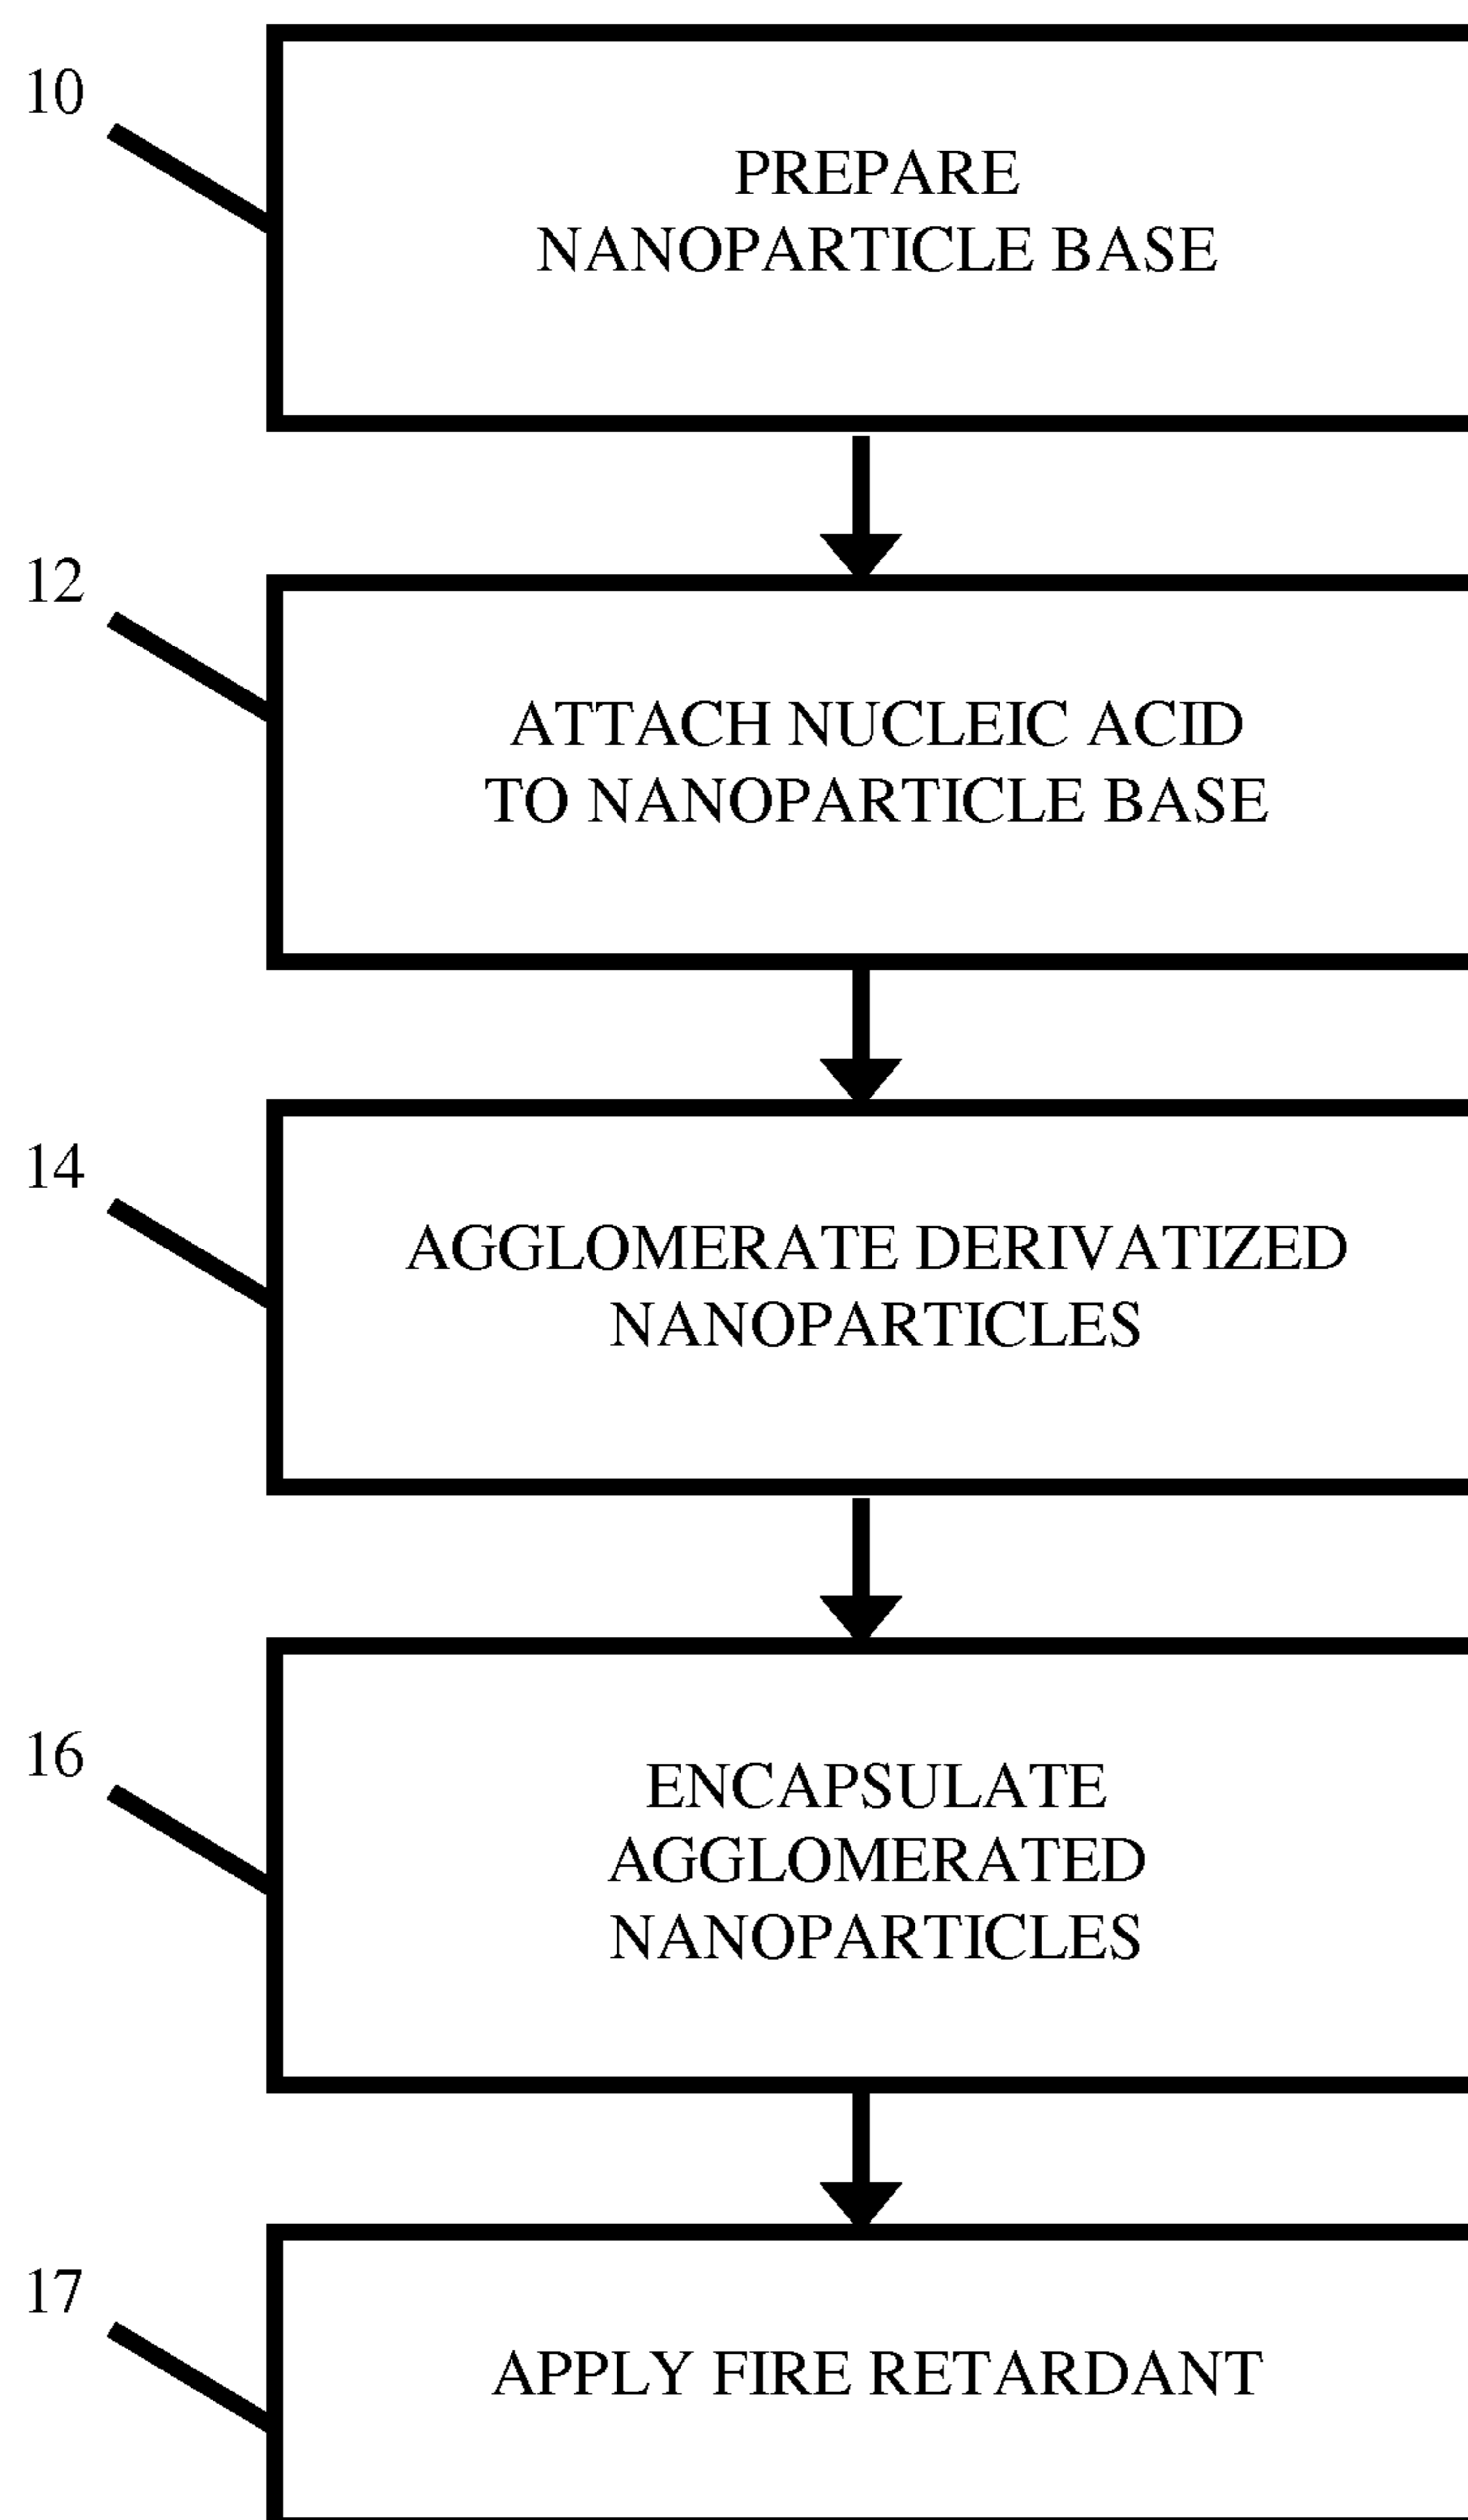 10
PREPARE
NANOPARTICLE BASE
12
ATTACH NUCLEIC ACID
TO NANOPARTICLE BASE
14
AGGLOMERATE DERIVATIZED
NANOPARTICLES
16
ENCAPSULATE
AGGLOMERATED
NANOPARTICLES
17
APPLY FIRE RETARDANT